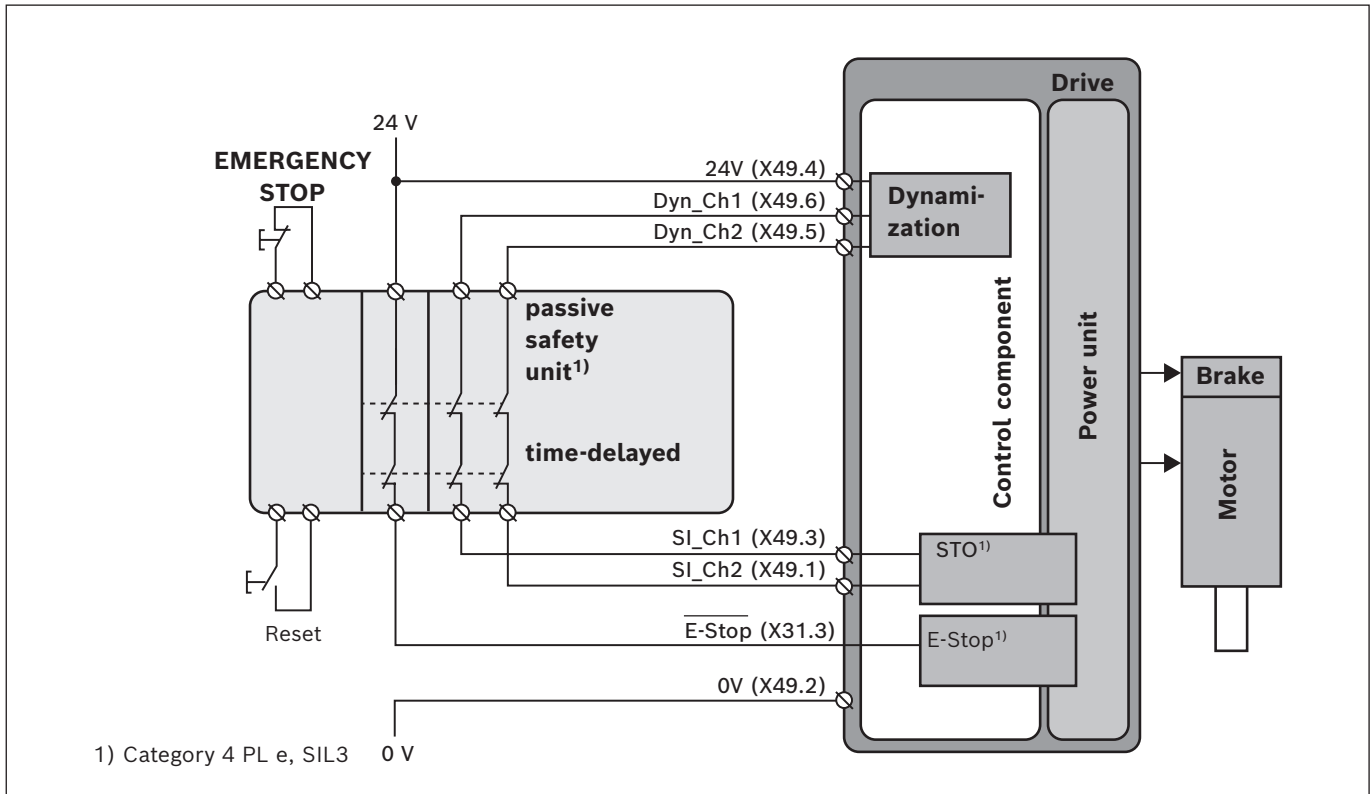 Drive
24 V
EMERGENCY
STOP
24V (X49.4)
Dyn_Ch1 (X49.6)
Dyn_Ch2 (X49.5)
Dynami-
zation
passive
safety
unit1)
time-delayed
Control component
Power unit
Brake
Motor
SI_Ch1 (X49.3)
SI_Ch2 (X49.1)
STO1)
Reset
E-Stop (X31.3)
E-Stop1)
0V (X49.2)
1) Category 4 PL e, SIL3
0 V